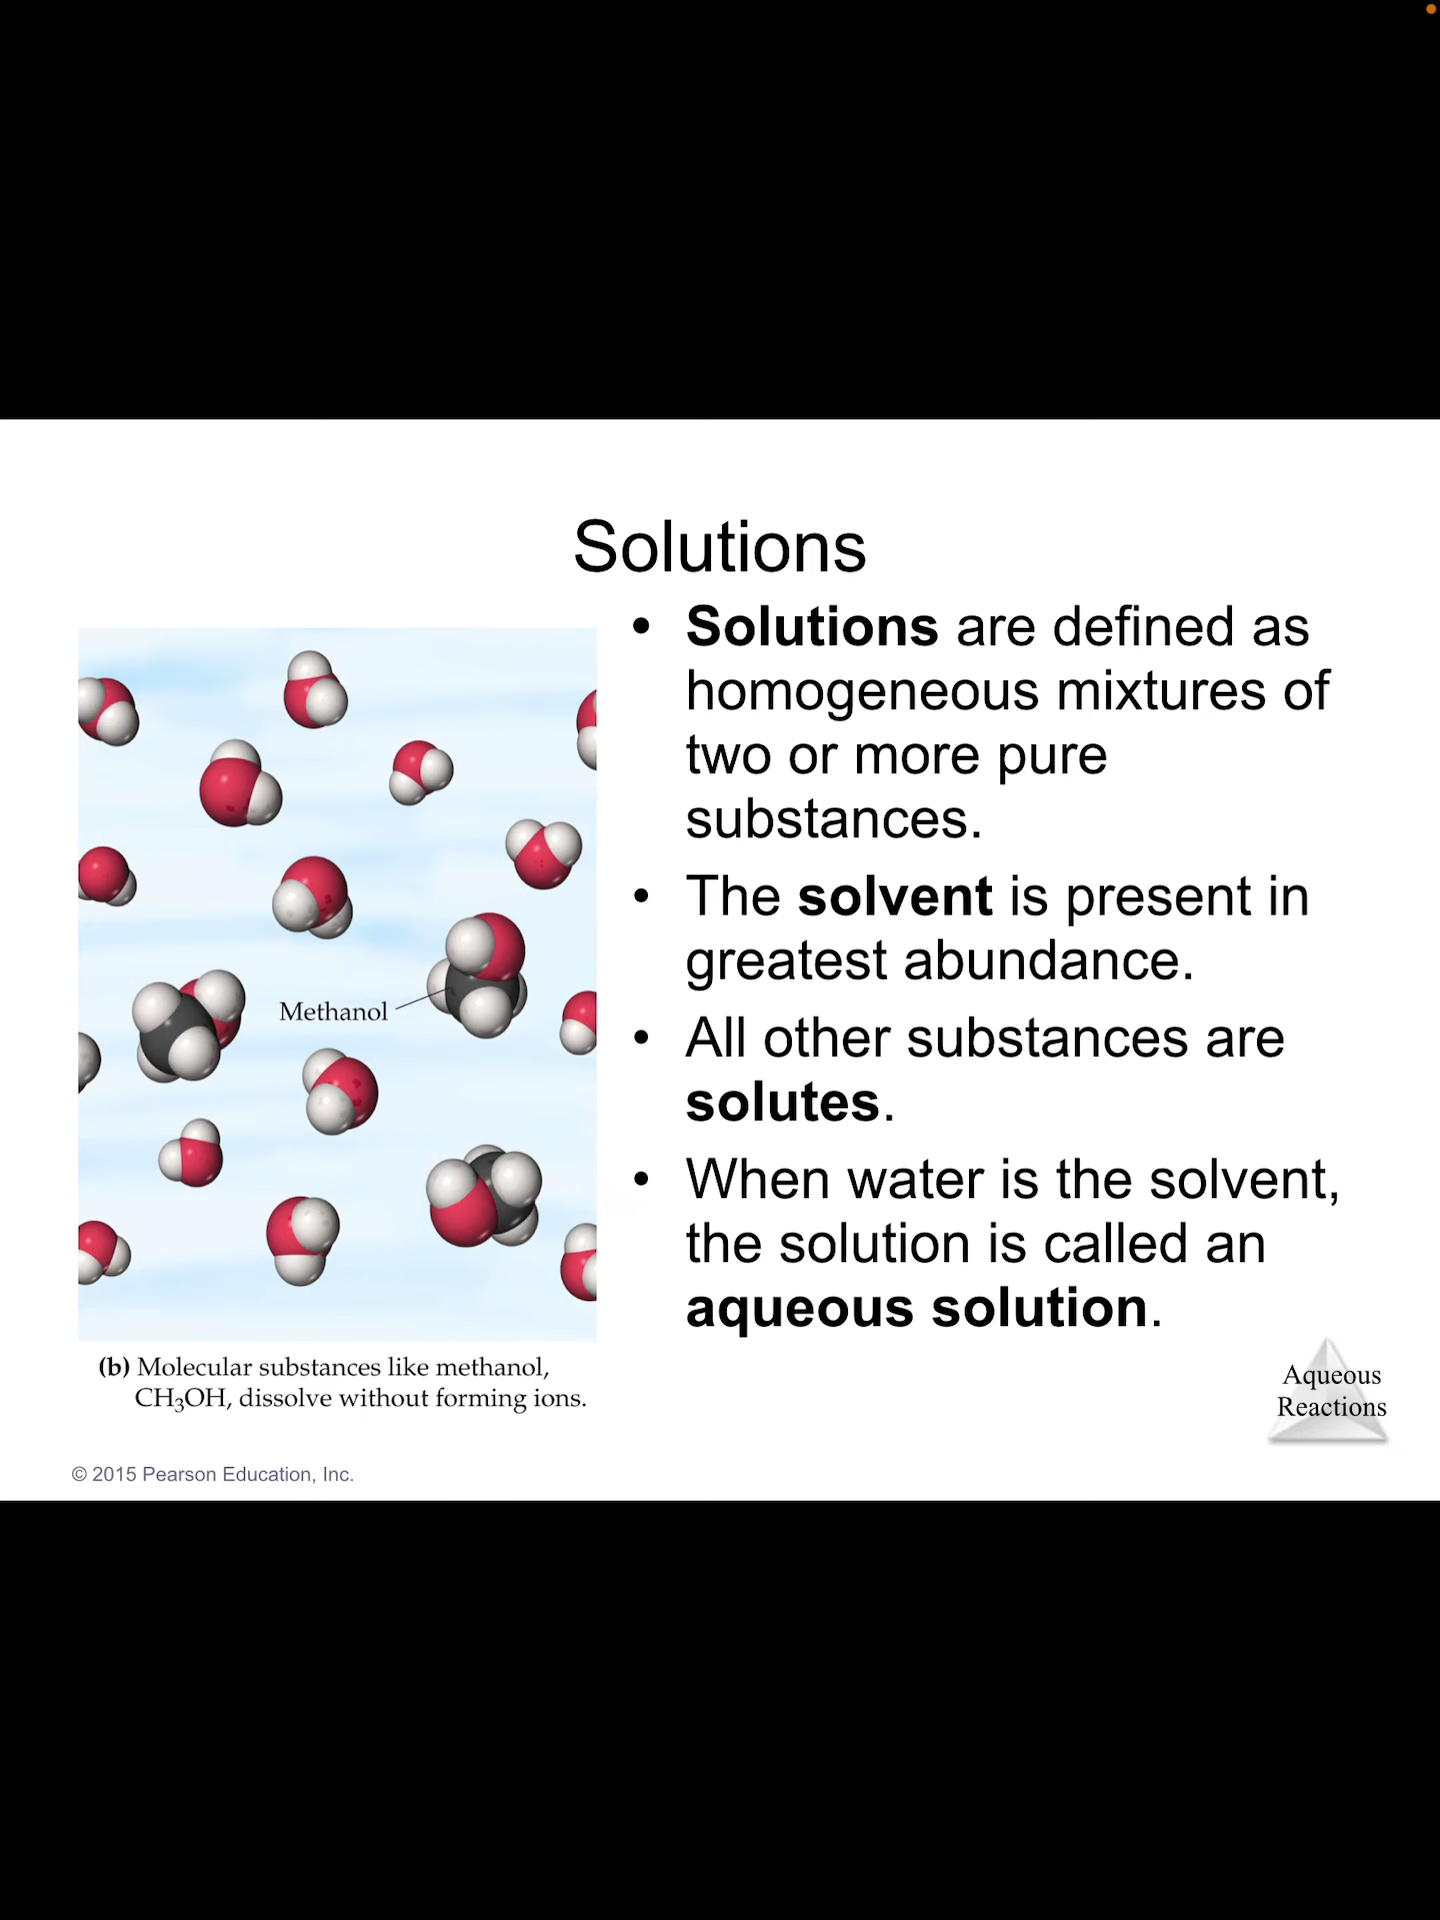 Solutions
• Solutions are defined as
homogeneous mixtures of
two or more pure
substances.
• The solvent is present in
greatest abundance.
• All other substances are
solutes.
• When water is the solvent,
the solution is called an
aqueous solution.
Methanol
(b) Molecular substances like methanol,
CH₃OH, dissolve without forming ions.
Aqueous
Reactions
© 2015 Pearson Education, Inc.